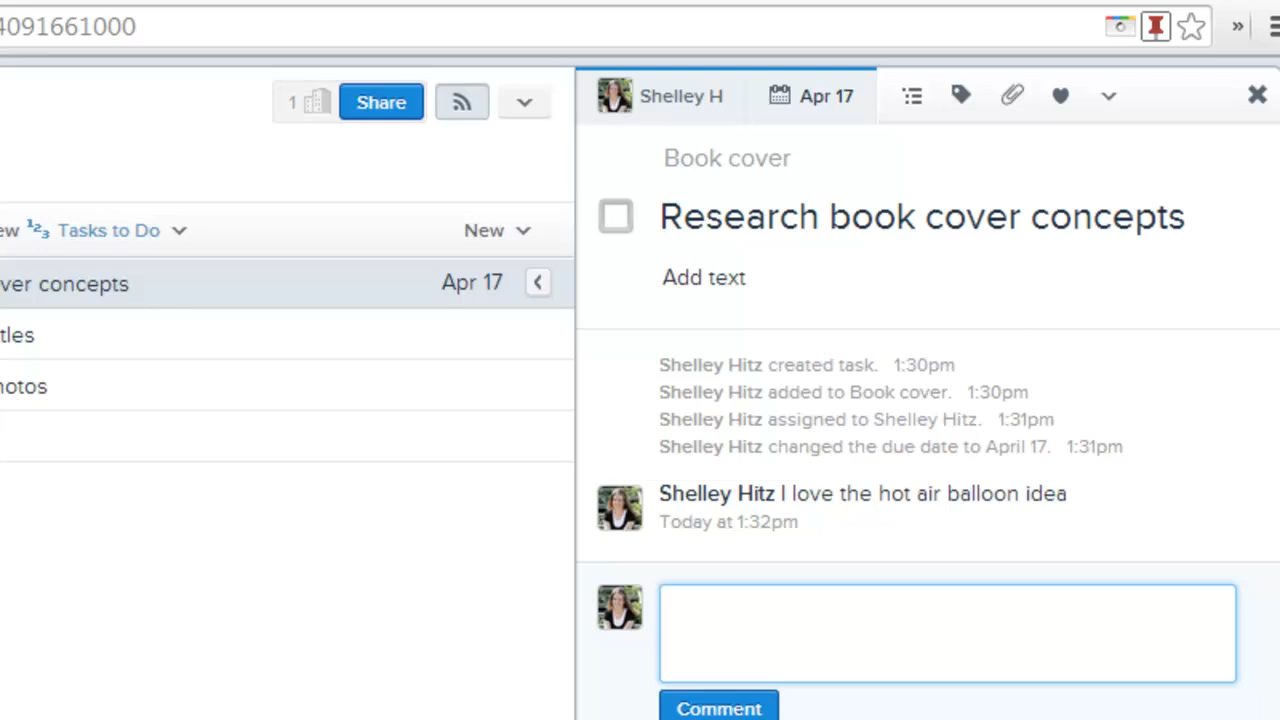 4091661000
1 Share
Shelley H Apr 17
Book cover
Research book cover concepts
Add text
ew Tasks to Do New
ver concepts Apr 17
tles
hotos
Shelley Hitz created task. 1:30pm
Shelley Hitz added to Book cover. 1:30pm
Shelley Hitz assigned to Shelley Hitz. 1:31pm
Shelley Hitz changed the due date to April 17. 1:31pm
Shelley Hitz I love the hot air balloon idea
Today at 1:32pm
Comment